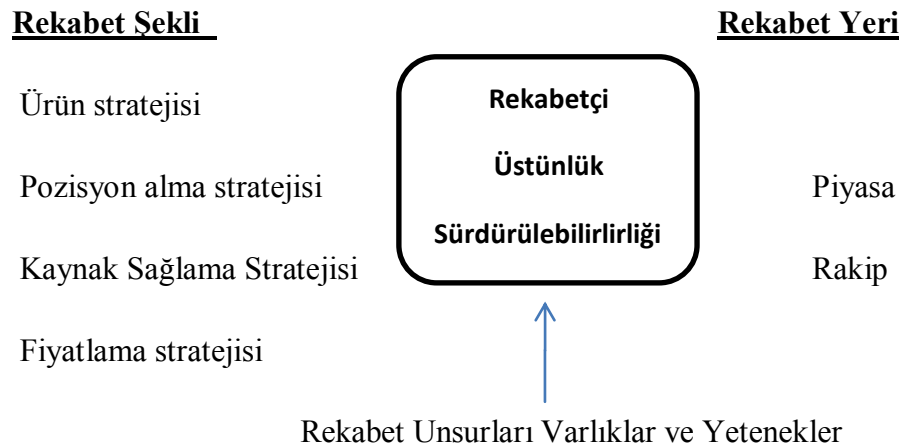 Rekabet Şekli
Rekabet Yeri
Ürün stratejisi
Pozisyon alma stratejisi
Kaynak Sağlama Stratejisi
Fiyatlama stratejisi
Rekabetçi
Üstünlük
Sürdürülebilirlirliği
Piyasa
Rakip
Rekabet Unsurları Varlıklar ve Yetenekler